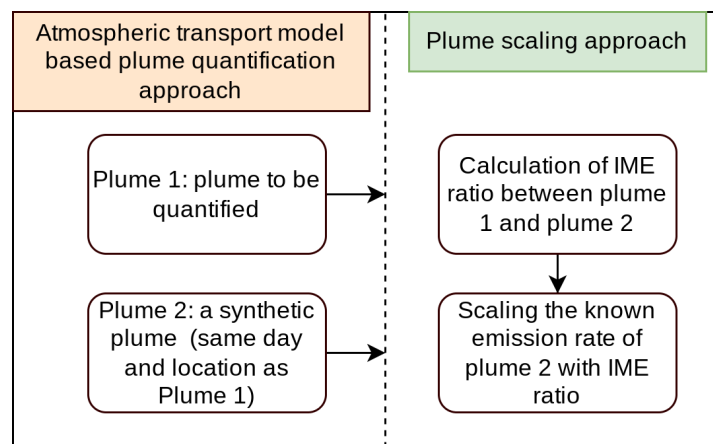 Atmospheric transport model
based plume quantification
approach
Plume scaling approach
Plume 1: plume to be
quantified
Calculation of IME
ratio between plume
1 and plume 2
Plume 2: a synthetic
plume (same day
and location as
Plume 1)
Scaling the known
emission rate of
plume 2 with IME
ratio